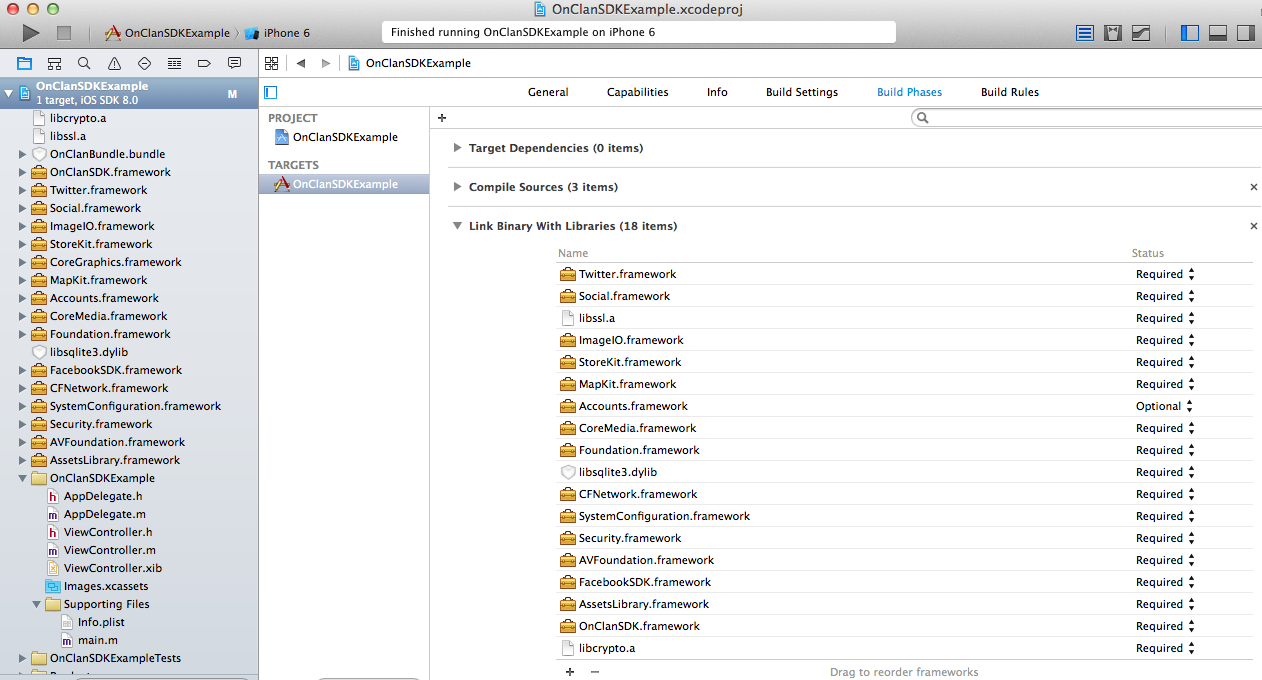 OnClanSDKExample.xcodeproj
OnClanSDKExample iPhone 6
Finished running OnClanSDKExample on iPhone 6
OnClanSDKExample
OnClanSDKExample
1 target, iOS SDK 8.0
M
libcrypto.a
libssl.a
OnClanBundle.bundle
OnClanSDK.framework
Twitter.framework
Social.framework
ImageIO.framework
StoreKit.framework
CoreGraphics.framework
MapKit.framework
Accounts.framework
CoreMedia.framework
Foundation.framework
libsqlite3.dylib
FacebookSDK.framework
CFNetwork.framework
SystemConfiguration.framework
Security.framework
AVFoundation.framework
AssetsLibrary.framework
OnClanSDKExample
h AppDelegate.h
m AppDelegate.m
h ViewController.h
m ViewController.m
ViewController.xib
Images.xcassets
Supporting Files
Info.plist
m main.m
OnClanSDKExampleTests
General Capabilities Info Build Settings Build Phases Build Rules
PROJECT
OnClanSDKExample
TARGETS
OnClanSDKExample
Target Dependencies (0 items)
Compile Sources (3 items)
Link Binary With Libraries (18 items)
Name Status
Twitter.framework Required
Social.framework Required
libssl.a Required
ImageIO.framework Required
StoreKit.framework Required
MapKit.framework Required
Accounts.framework Optional
CoreMedia.framework Required
Foundation.framework Required
libsqlite3.dylib Required
CFNetwork.framework Required
SystemConfiguration.framework Required
Security.framework Required
AVFoundation.framework Required
FacebookSDK.framework Required
AssetsLibrary.framework Required
OnClanSDK.framework Required
libcrypto.a Required
Drag to reorder frameworks